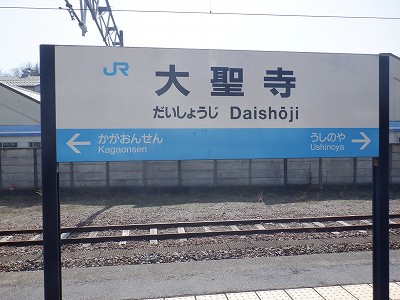 JR
大聖寺
だいしょうじ Daishōji
← かがおんせん
Kagaonsen
うしのや →
Ushinoya